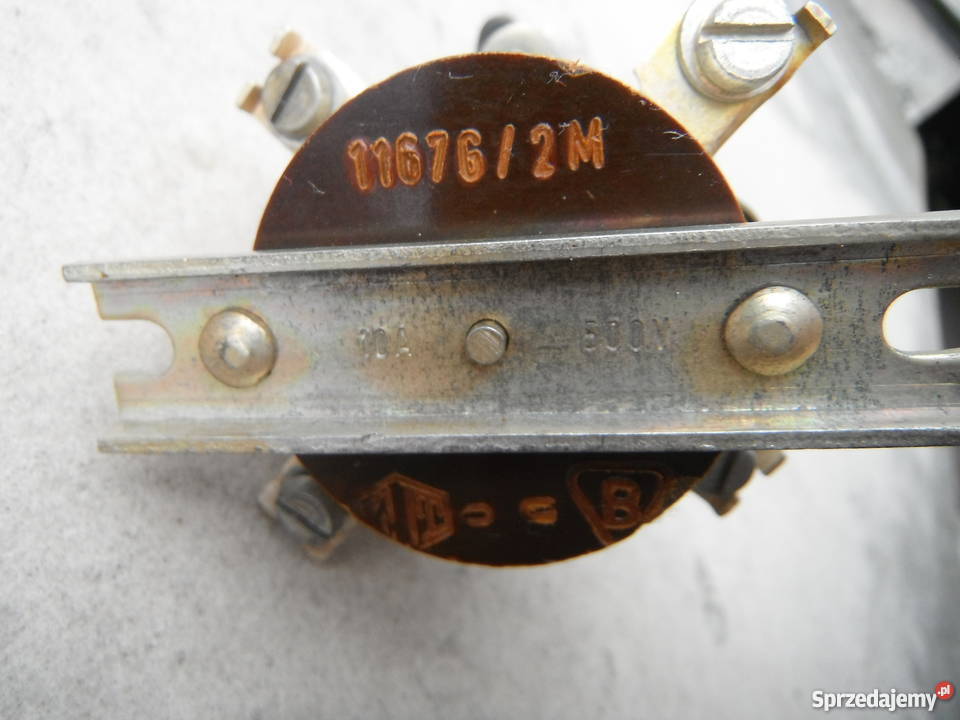 11676/2M
10A 500V
B
Sprzedajemy.pl